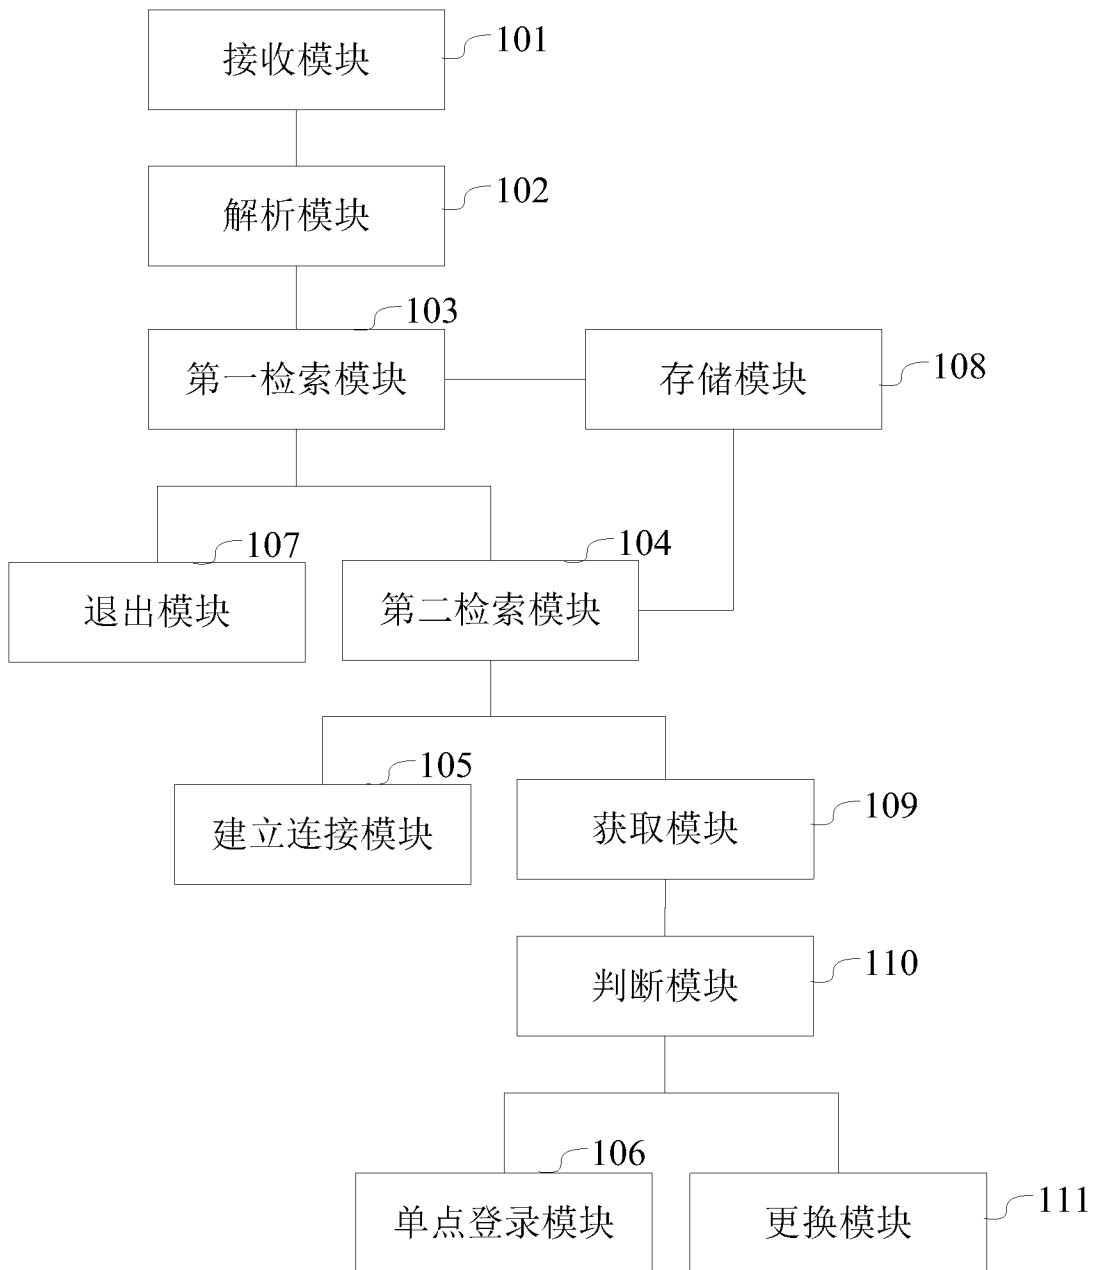 接收模块
101
解析模块
102
103
第一检索模块
存储模块
108
107
104
退出模块
第二检索模块
105
建立连接模块
获取模块
109
判断模块
110
106
单点登录模块
更换模块
111